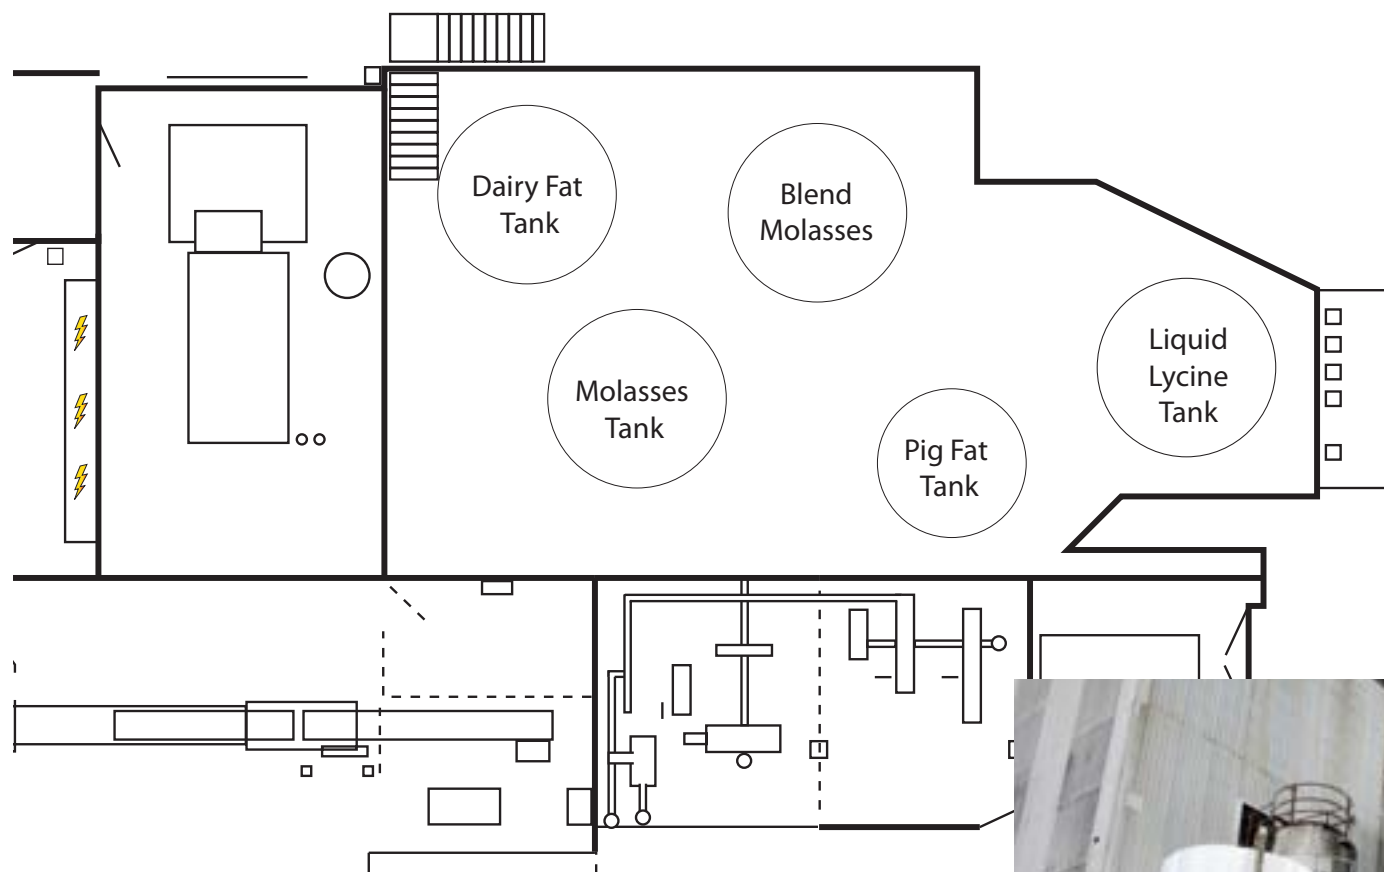 Dairy Fat
Tank
Blend
Molasses
Molasses
Tank
Pig Fat
Tank
Liquid
Lycine
Tank